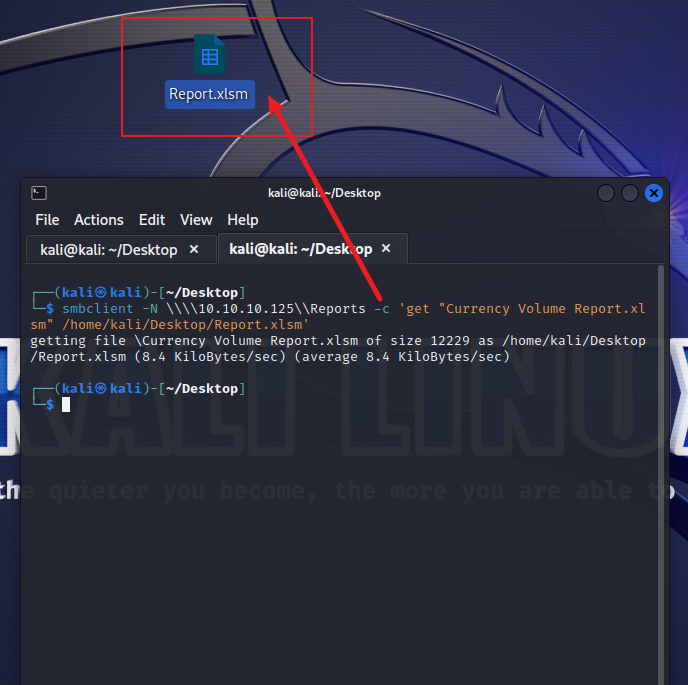 Report.xlsm
kali@kali: ~/Desktop
File Actions Edit View Help
kali@kali: ~/Desktop × kali@kali: ~/Desktop ×
┌──(kali㉿kali)-[~/Desktop]
└─$ smbclient -N \\\\10.10.10.125\\Reports -c 'get "Currency Volume Report.xl
sm" /home/kali/Desktop/Report.xlsm'
getting file \Currency Volume Report.xlsm of size 12229 as /home/kali/Desktop
/Report.xlsm (8.4 KiloBytes/sec) (average 8.4 KiloBytes/sec)
┌──(kali㉿kali)-[~/Desktop]
└─$
KALI LINUX
the quieter you become, the more you are able to